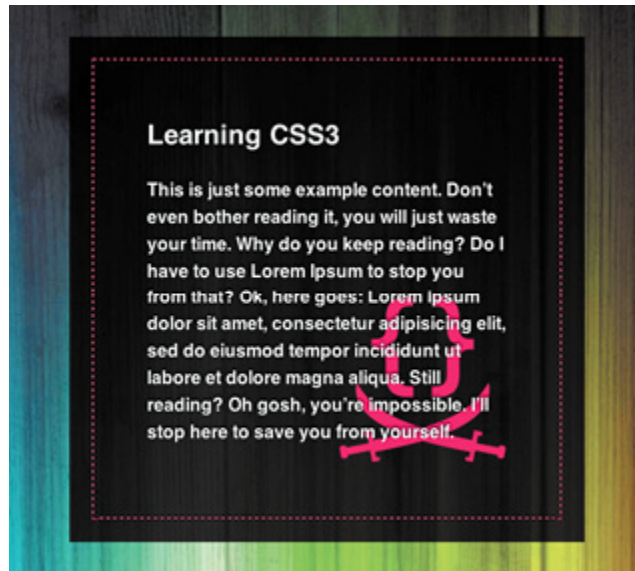 Learning CSS3
This is just some example content. Don't
even bother reading it, you will just waste
your time. Why do you keep reading? Do I
have to use Lorem Ipsum to stop you
from that? Ok, here goes: Lorem Ipsum
dolor sit amet, consectetur adipisicing elit,
sed do eiusmod tempor incididunt ut
labore et dolore magna aliqua. Still
reading? Oh gosh, you're impossible. I'll
stop here to save you from yourself.